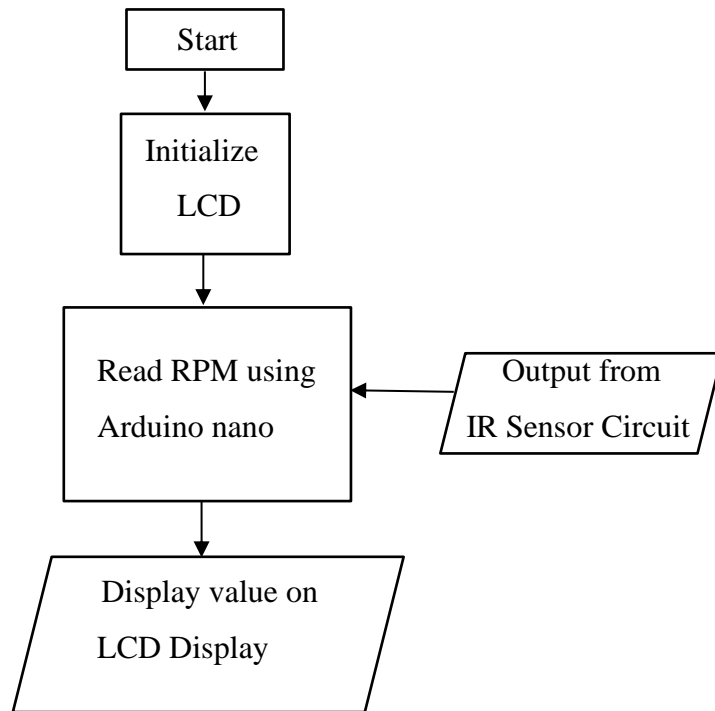 Start
Initialize
LCD
Read RPM using
Arduino nano
Output from
IR Sensor Circuit
Display value on
LCD Display